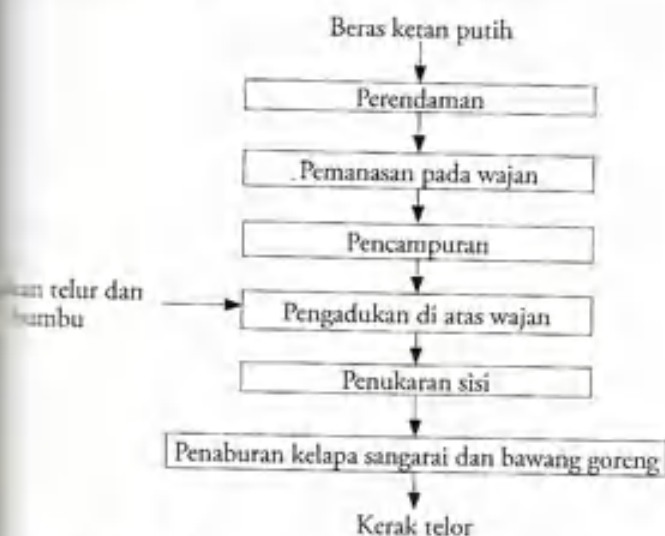 Beras ketan putih
Perendaman
Pemanasan pada wajan
Pencampuran
telur dan
bumbu
Pengadukan di atas wajan
Penukaran sisi
Penaburan kelapa sangarai dan bawang goreng
Kerak telor